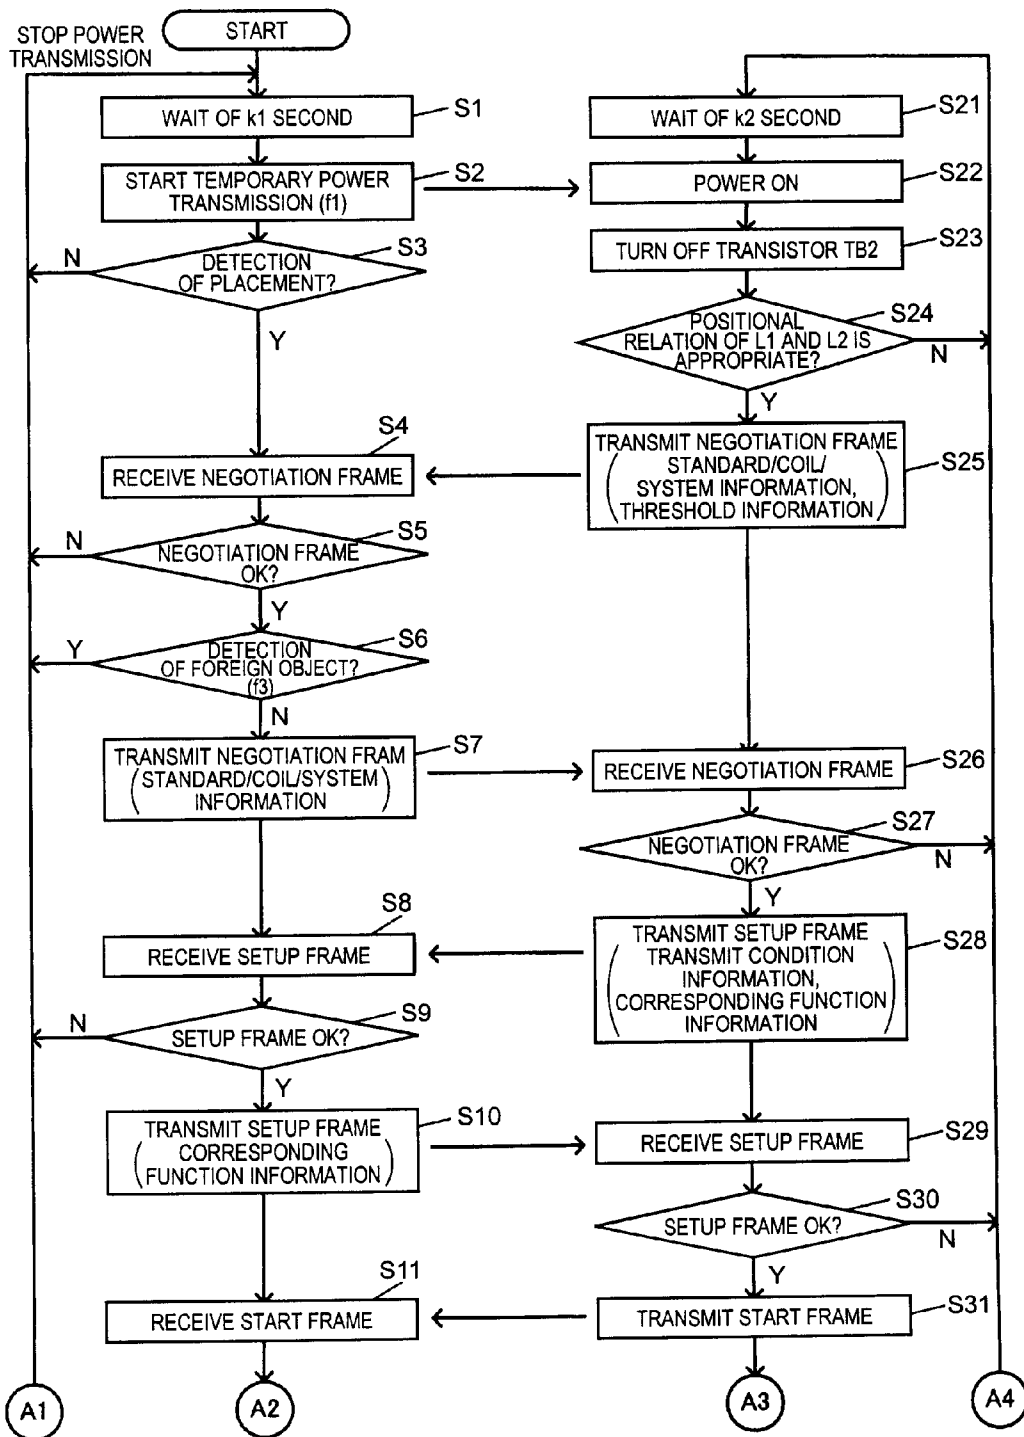 STOP POWER
TRANSMISSION
START
WAIT OF k1 SECOND
S1
START TEMPORARY POWER
TRANSMISSION (f1)
S2
DETECTION
OF PLACEMENT?
S3
N
Y
S4
RECEIVE NEGOTIATION FRAME
NEGOTIATION FRAME
OK?
S5
N
Y
DETECTION
OF FOREIGN OBJECT?
(f3)
S6
Y
N
TRANSMIT NEGOTIATION FRAM
(STANDARD/COIL/SYSTEM
INFORMATION)
S7
S8
RECEIVE SETUP FRAME
SETUP FRAME OK?
S9
N
Y
TRANSMIT SETUP FRAME
(CORRESPONDING
FUNCTION INFORMATION)
S10
S11
RECEIVE START FRAME
A1
A2
WAIT OF k2 SECOND
S21
POWER ON
S22
TURN OFF TRANSISTOR TB2
S23
POSITIONAL
RELATION OF L1 AND L2 IS
APPROPRIATE?
S24
N
Y
TRANSMIT NEGOTIATION FRAME
(STANDARD/COIL/
SYSTEM INFORMATION,
THRESHOLD INFORMATION)
S25
RECEIVE NEGOTIATION FRAME
S26
NEGOTIATION FRAME
OK?
S27
N
Y
TRANSMIT SETUP FRAME
(TRANSMIT CONDITION
INFORMATION,
CORRESPONDING FUNCTION
INFORMATION)
S28
RECEIVE SETUP FRAME
S29
SETUP FRAME OK?
S30
N
Y
TRANSMIT START FRAME
S31
A3
A4